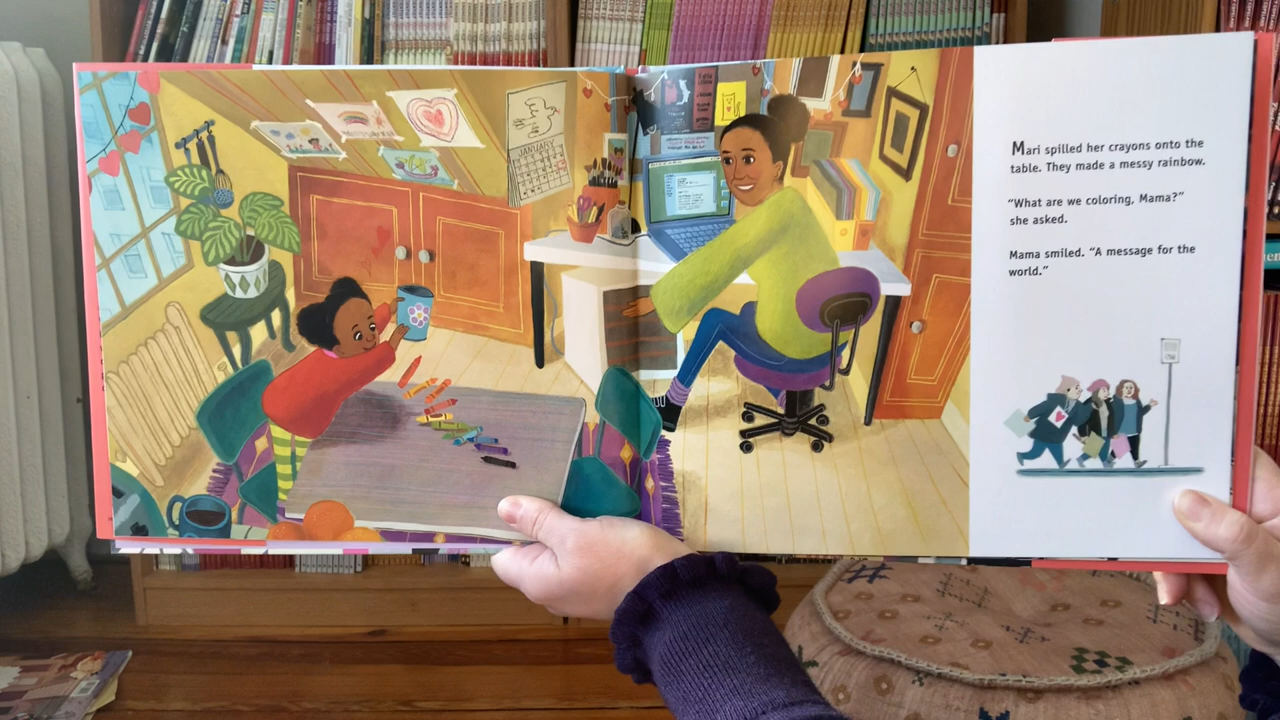 JANUARY
Mari spilled her crayons onto the
table. They made a messy rainbow.
“What are we coloring, Mama?”
she asked.
Mama smiled. “A message for the
world.”